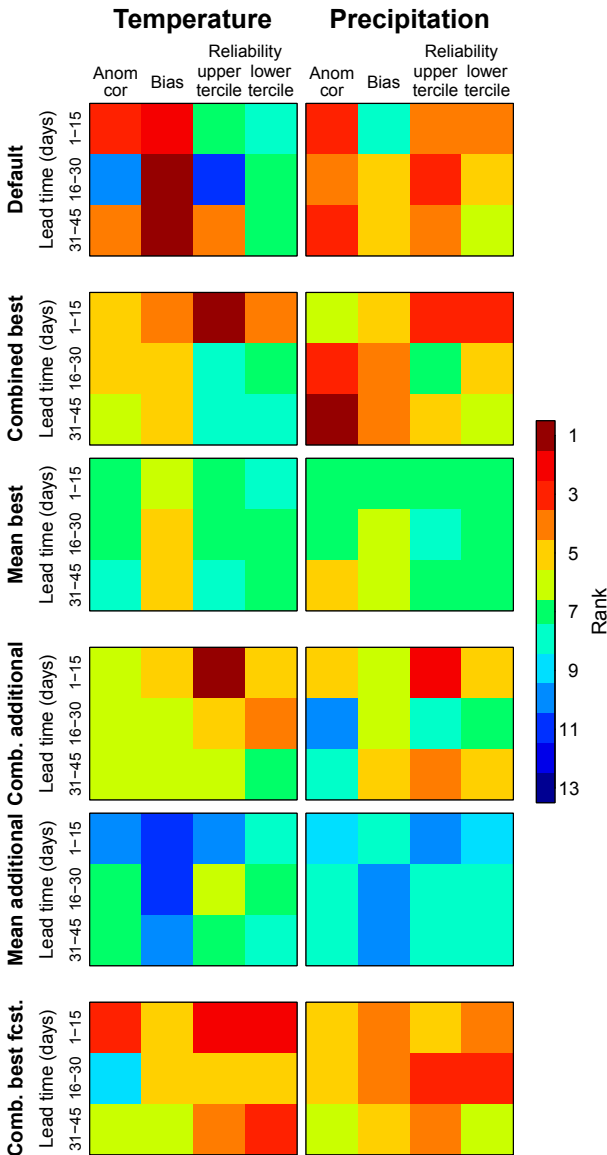 Temperature
Precipitation
Anom cor
Bias
Reliability
upper tercile
lower tercile
Anom cor
Bias
Reliability
upper tercile
lower tercile
Default
Lead time (days)
1−15
16−30
31−45
Combined best
Lead time (days)
1−15
16−30
31−45
Mean best
Lead time (days)
1−15
16−30
31−45
Comb. additional
Lead time (days)
1−15
16−30
31−45
Mean additional
Lead time (days)
1−15
16−30
31−45
Comb. best fcst.
Lead time (days)
1−15
16−30
31−45
1
3
5
7
9
11
13
Rank